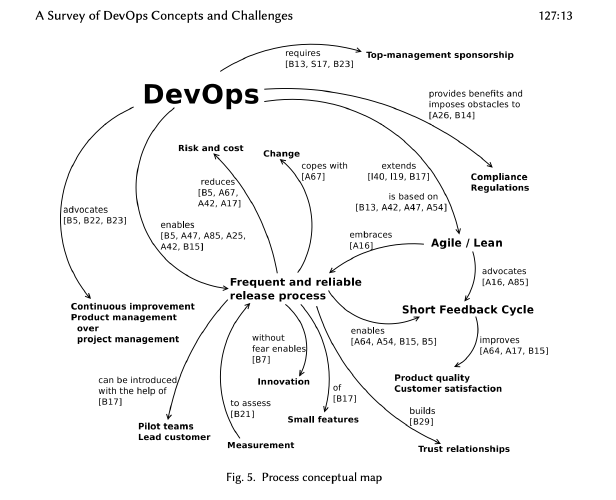 A Survey of DevOps Concepts and Challenges
127:13
requires
[B13, S17, B23]
Top-management sponsorship
DevOps
provides benefits and
imposes obstacles to
[A26, B14]
Risk and cost
Change
copes with
[A67]
extends
[I40, I19, B17]
Compliance
Regulations
reduces
[B5, A67,
A42, A17]
is based on
[B13, A42, A47, A54]
advocates
[B5, B22, B23]
enables
[B5, A47, A85, A25,
A42, B15]
embraces
[A16]
Agile / Lean
advocates
[A16, A85]
Frequent and reliable
release process
Continuous improvement
Product management
over
project management
Short Feedback Cycle
enables
[A64, A54, B15, B5]
improves
[A64, A17, B15]
without
fear enables
[B7]
Innovation
Product quality
Customer satisfaction
can be introduced
with the help of
[B17]
of
[B17]
to assess
[B21]
Small features
builds
[B29]
Pilot teams
Lead customer
Measurement
Trust relationships
Fig. 5. Process conceptual map